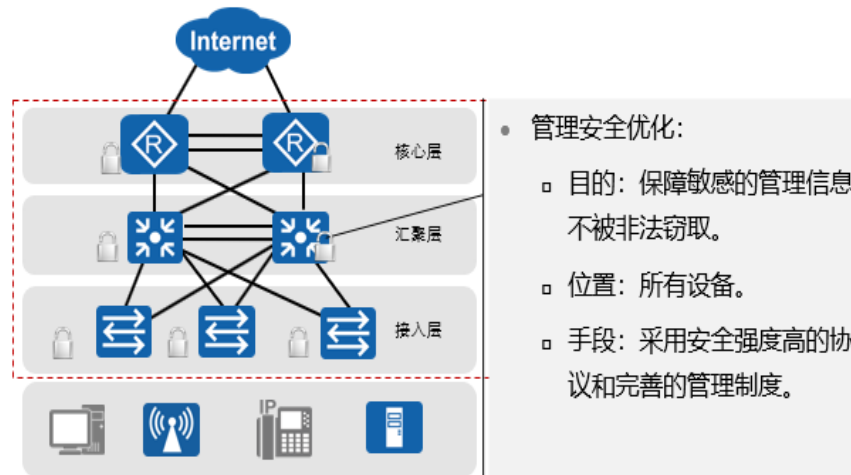 Internet
R
R
核心层
汇聚层
接入层
IP
管理安全优化：
目的：保障敏感的管理信息
不被非法窃取。
位置：所有设备。
手段：采用安全强度高的协
议和完善的管理制度。